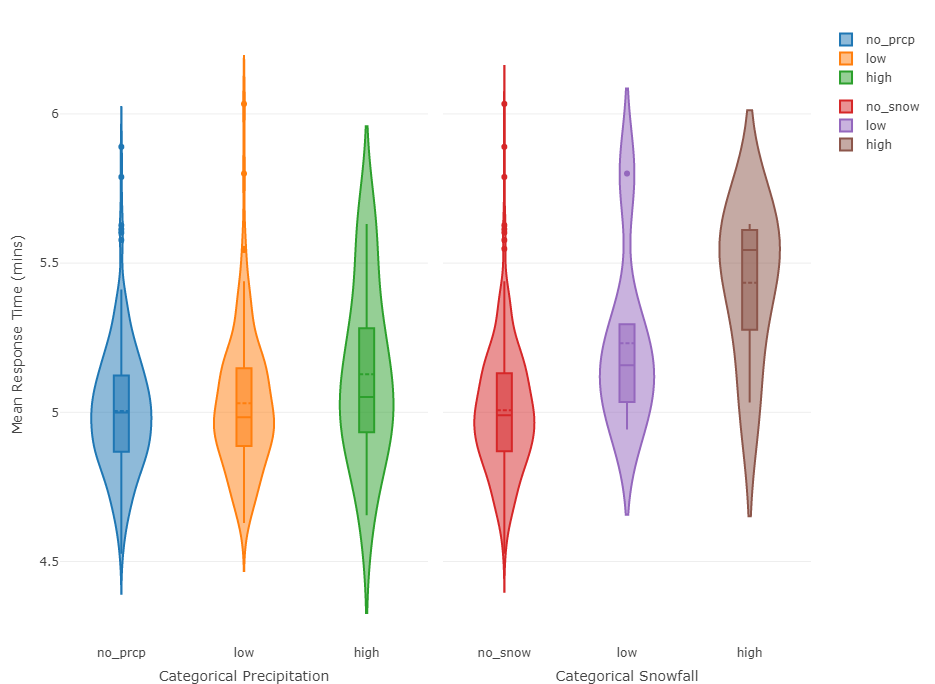 no_prcp
low
high
no_snow
low
high
6
5.5
5
4.5
Mean Response Time (mins)
no_prcp
low
high
no_snow
low
high
Categorical Precipitation
Categorical Snowfall